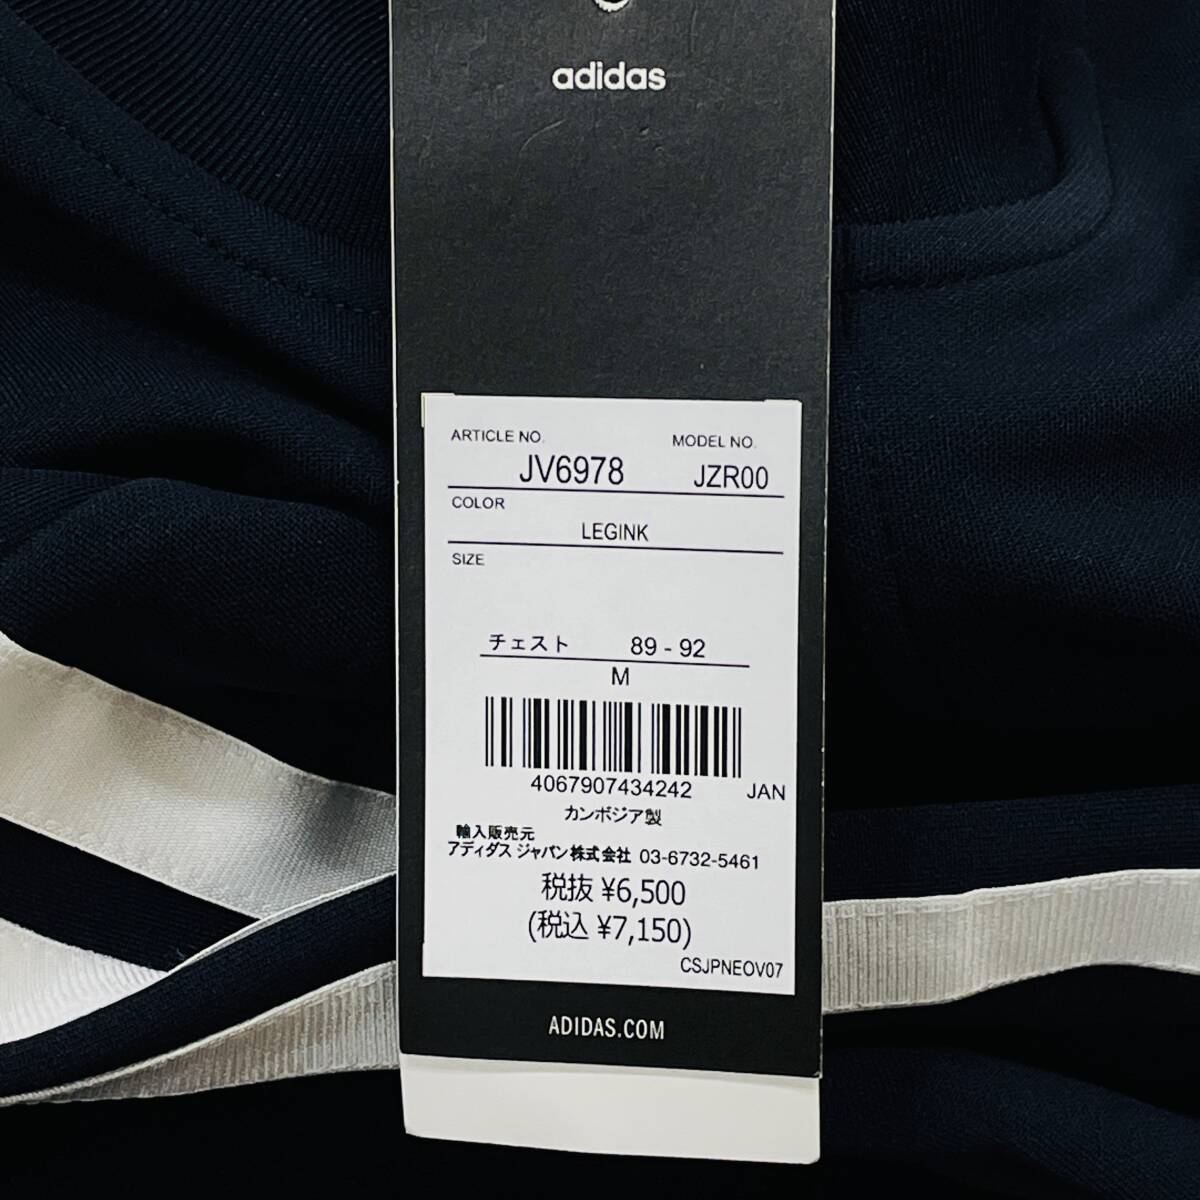 adidas
ARTICLE NO. MODEL NO.
JV6978 JZR00
COLOR
LEGINK
SIZE
チェスト 89 - 92
M
4067907434242 JAN
カンボジア製
輸入販売元
アディダス ジャパン株式会社 03-6732-5461
税抜 ¥6,500
(税込 ¥7,150)
CSJPNEOV07
ADIDAS.COM